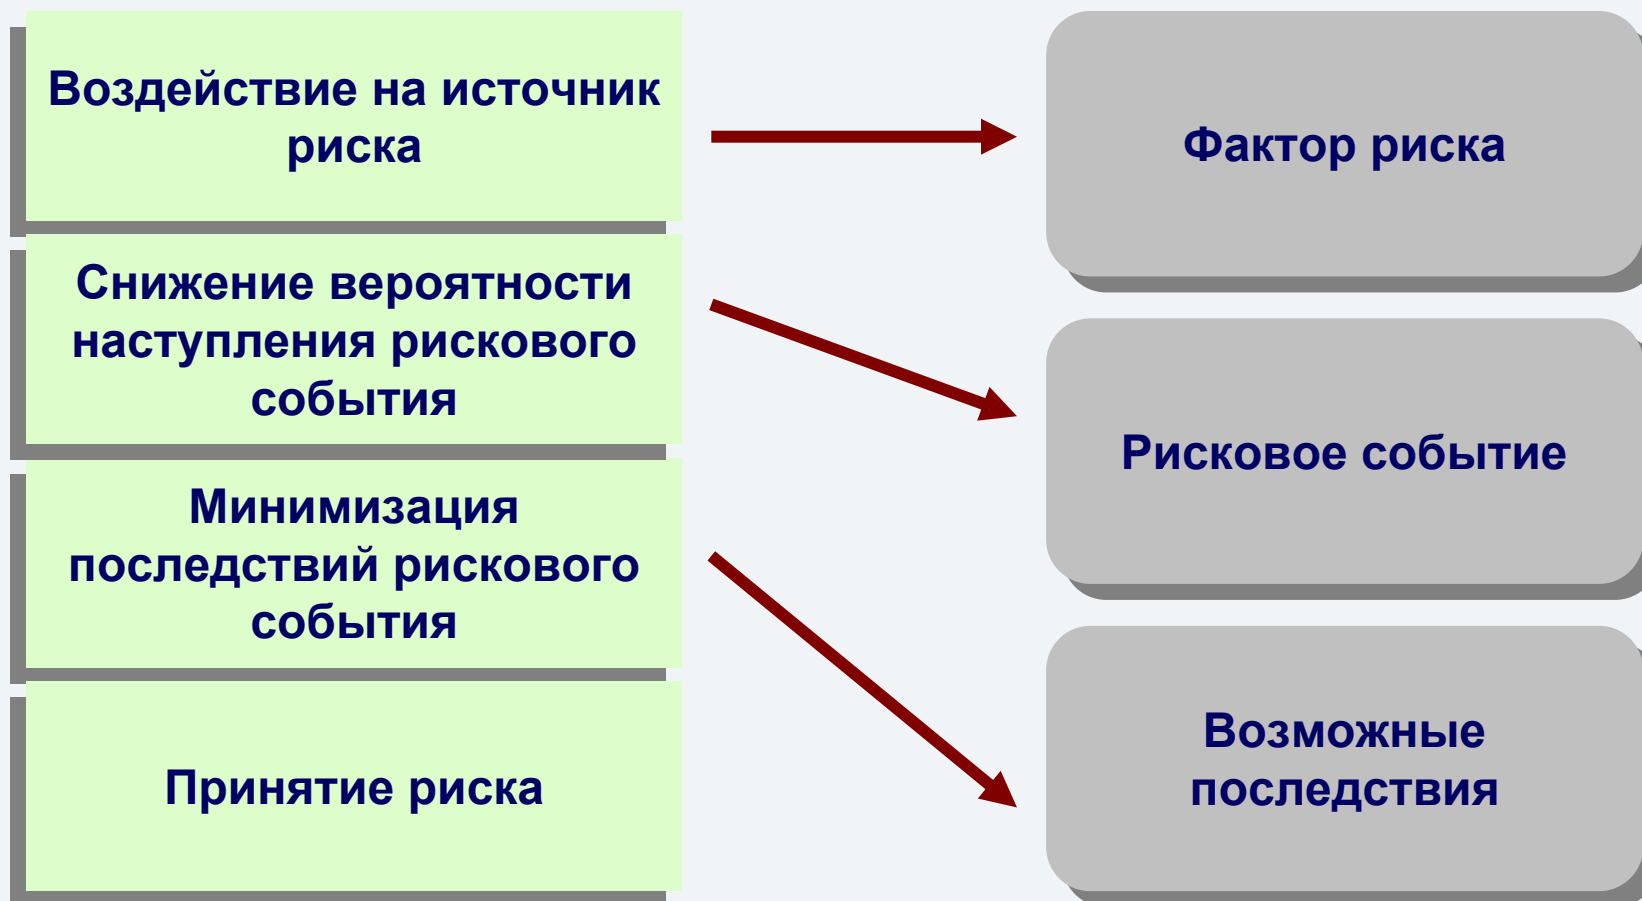 Воздействие на источник
риска
Снижение вероятности
наступления рискового
события
Минимизация
последствий рискового
события
Принятие риска
Фактор риска
Рисковое событие
Возможные
последствия